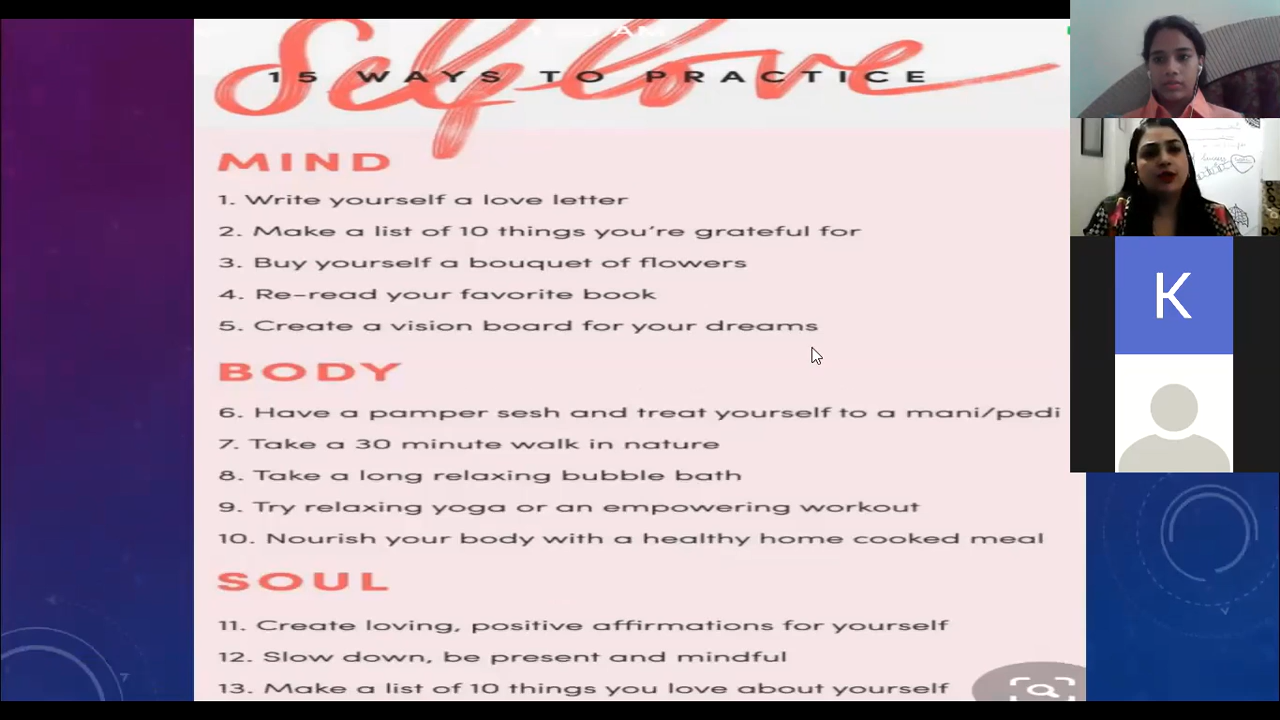 15 WAYS TO PRACTICE
Self Love
MIND
1. Write yourself a love letter
2. Make a list of 10 things you're grateful for
3. Buy yourself a bouquet of flowers
4. Re-read your favorite book
5. Create a vision board for your dreams
BODY
6. Have a pamper sesh and treat yourself to a mani/pedi
7. Take a 30 minute walk in nature
8. Take a long relaxing bubble bath
9. Try relaxing yoga or an empowering workout
10. Nourish your body with a healthy home cooked meal
SOUL
11. Create loving, positive affirmations for yourself
12. Slow down, be present and mindful
13. Make a list of 10 things you love about yourself
K